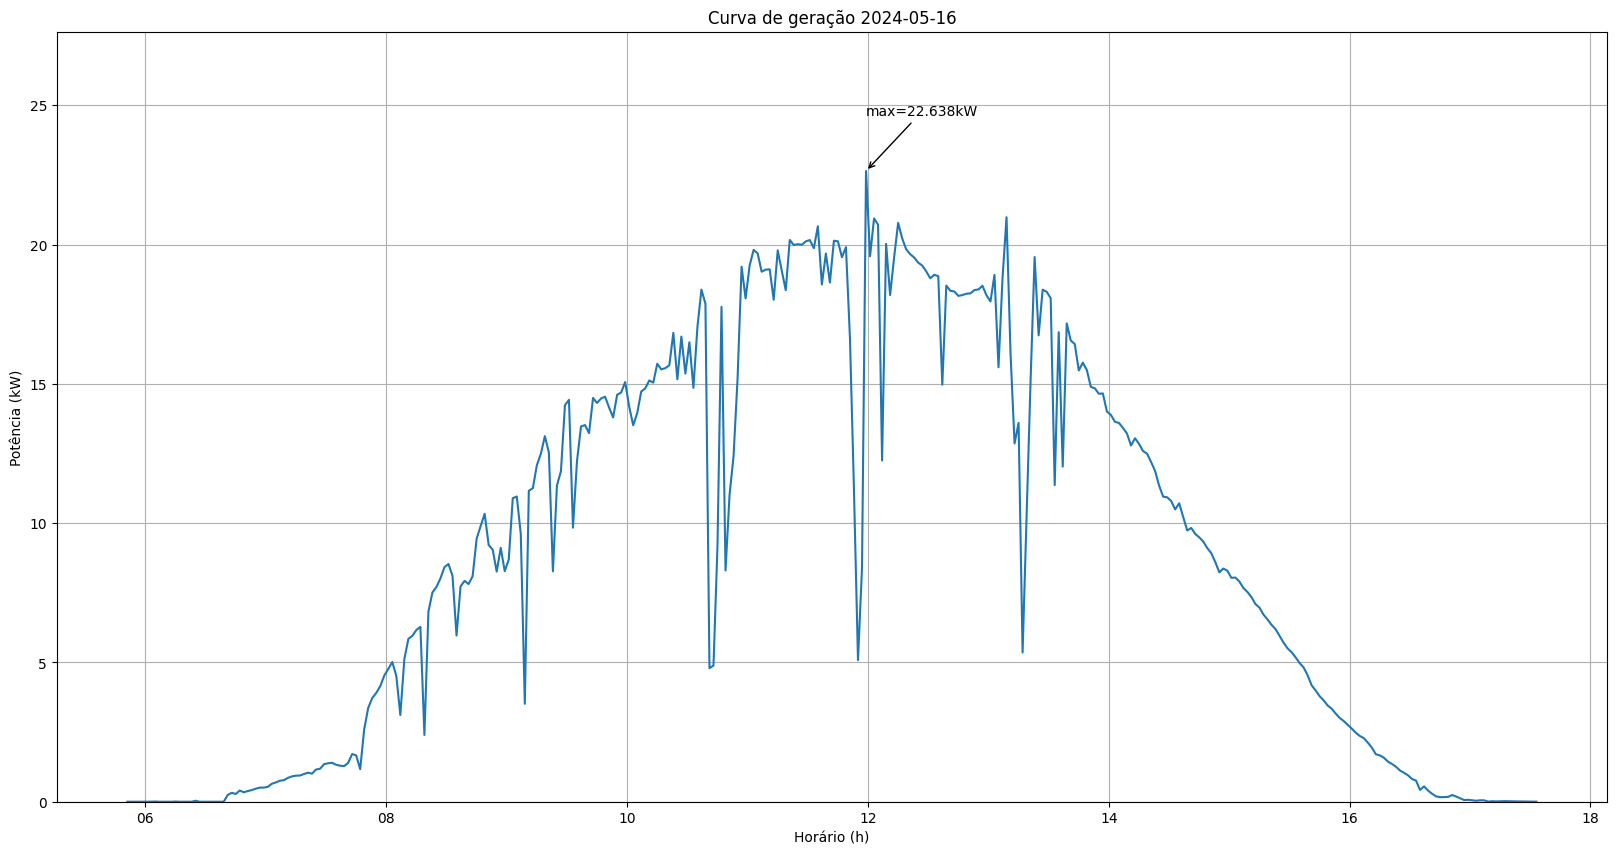 Curva de geração 2024-05-16
max=22.638kW
Potência (kW)
25
20
15
10
5
0
06 08 10 12 14 16 18
Horário (h)